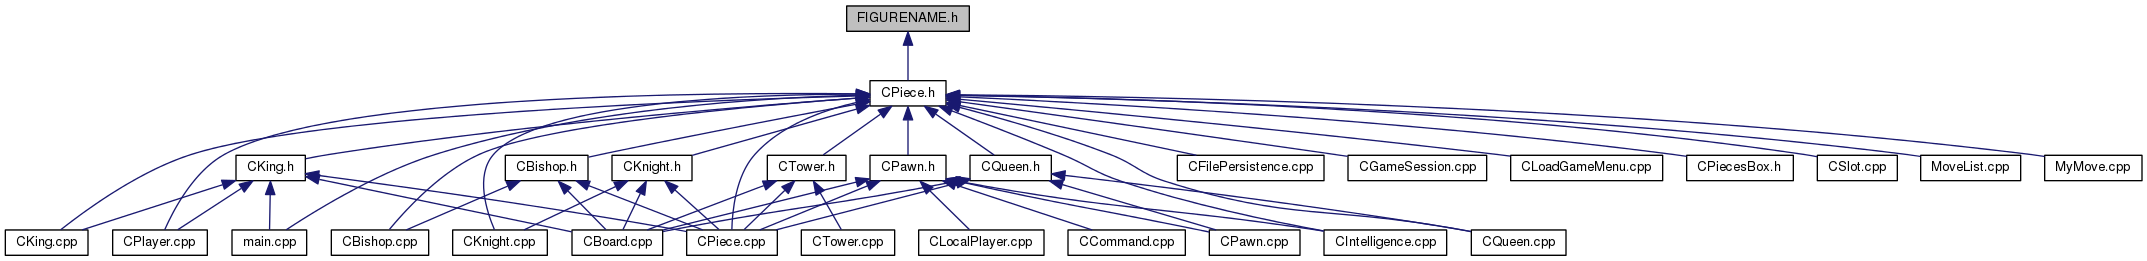 FIGURENAME.h
CPiece.h
CKing.h
CBishop.h
CKnight.h
CTower.h
CPawn.h
CQueen.h
CFilePersistence.cpp
CGameSession.cpp
CLoadGameMenu.cpp
CPiecesBox.h
CSlot.cpp
MoveList.cpp
MyMove.cpp
CKing.cpp
CPlayer.cpp
main.cpp
CBishop.cpp
CKnight.cpp
CBoard.cpp
CPiece.cpp
CTower.cpp
CLocalPlayer.cpp
CCommand.cpp
CPawn.cpp
CIntelligence.cpp
CQueen.cpp